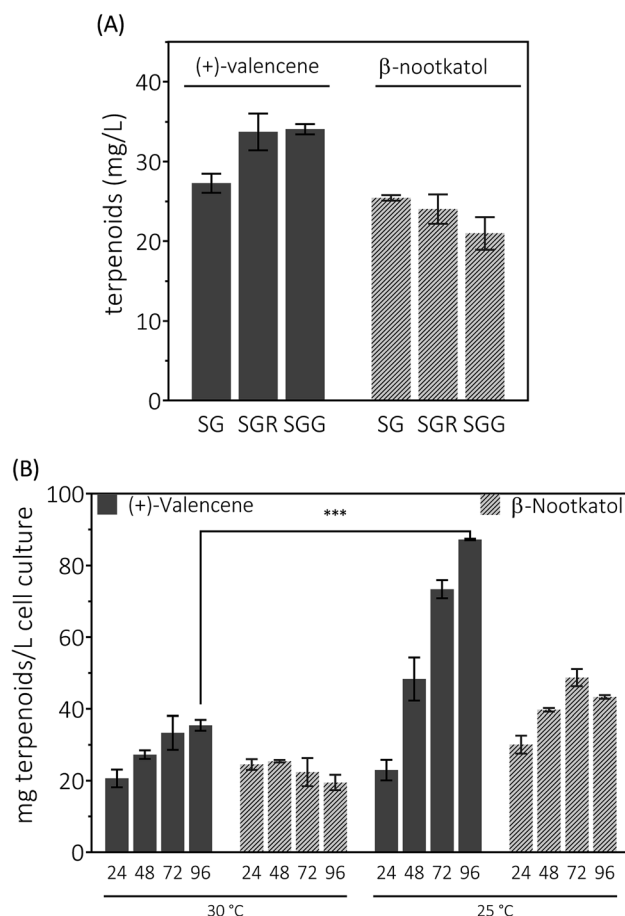 (A)
(+)-valencene β-nootkatol
terpenoids (mg/L)
40
30
20
10
0
SG SGR SGG SG SGR SGG
(B)
(+)-Valencene *** β-Nootkatol
mg terpenoids/L cell culture
100
80
60
40
20
0
24 48 72 96 24 48 72 96 24 48 72 96 24 48 72 96
30 °C 25 °C